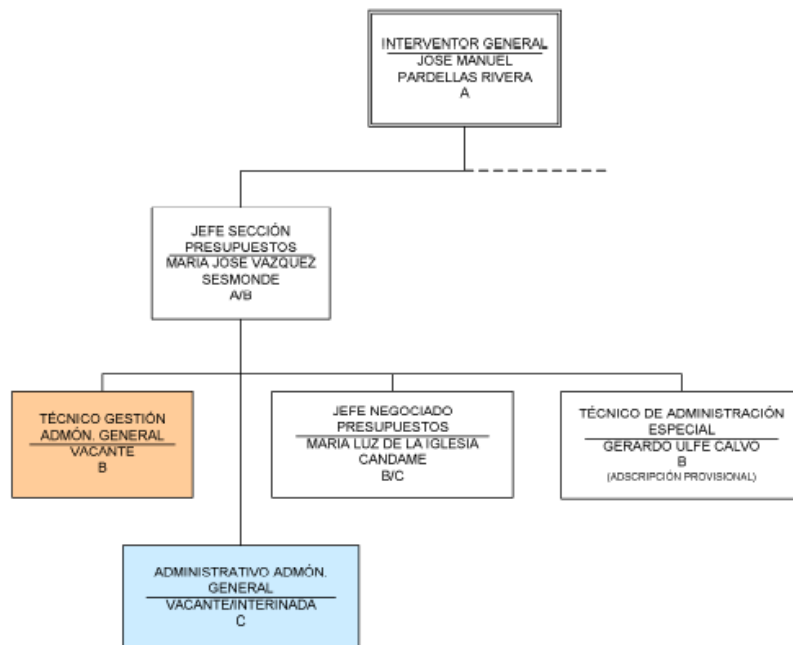 INTERVENTOR GENERAL
JOSE MANUEL
PARDELLAS RIVERA
A
JEFE SECCIÓN
PRESUPUESTOS
MARIA JOSE VAZQUEZ
SESMONDE
A/B
TÉCNICO GESTIÓN
ADMÓN. GENERAL
VACANTE
B
JEFE NEGOCIADO
PRESUPUESTOS
MARIA LUZ DE LA IGLESIA
CANDAME
B/C
TÉCNICO DE ADMINISTRACIÓN
ESPECIAL
GERARDO ULFE CALVO
B
(ADSCRIPCIÓN PROVISIONAL)
ADMINISTRATIVO ADMÓN.
GENERAL
VACANTE/INTERINADA
C